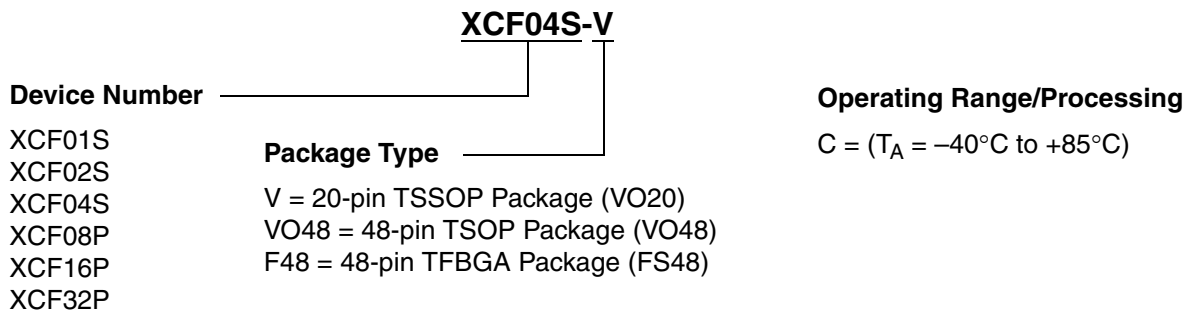 XCF04S-V
Device Number
XCF01S
XCF02S
XCF04S
XCF08P
XCF16P
XCF32P
Package Type
V = 20-pin TSSOP Package (VO20)
VO48 = 48-pin TSOP Package (VO48)
F48 = 48-pin TFBGA Package (FS48)
Operating Range/Processing
C = (TA = –40°C to +85°C)